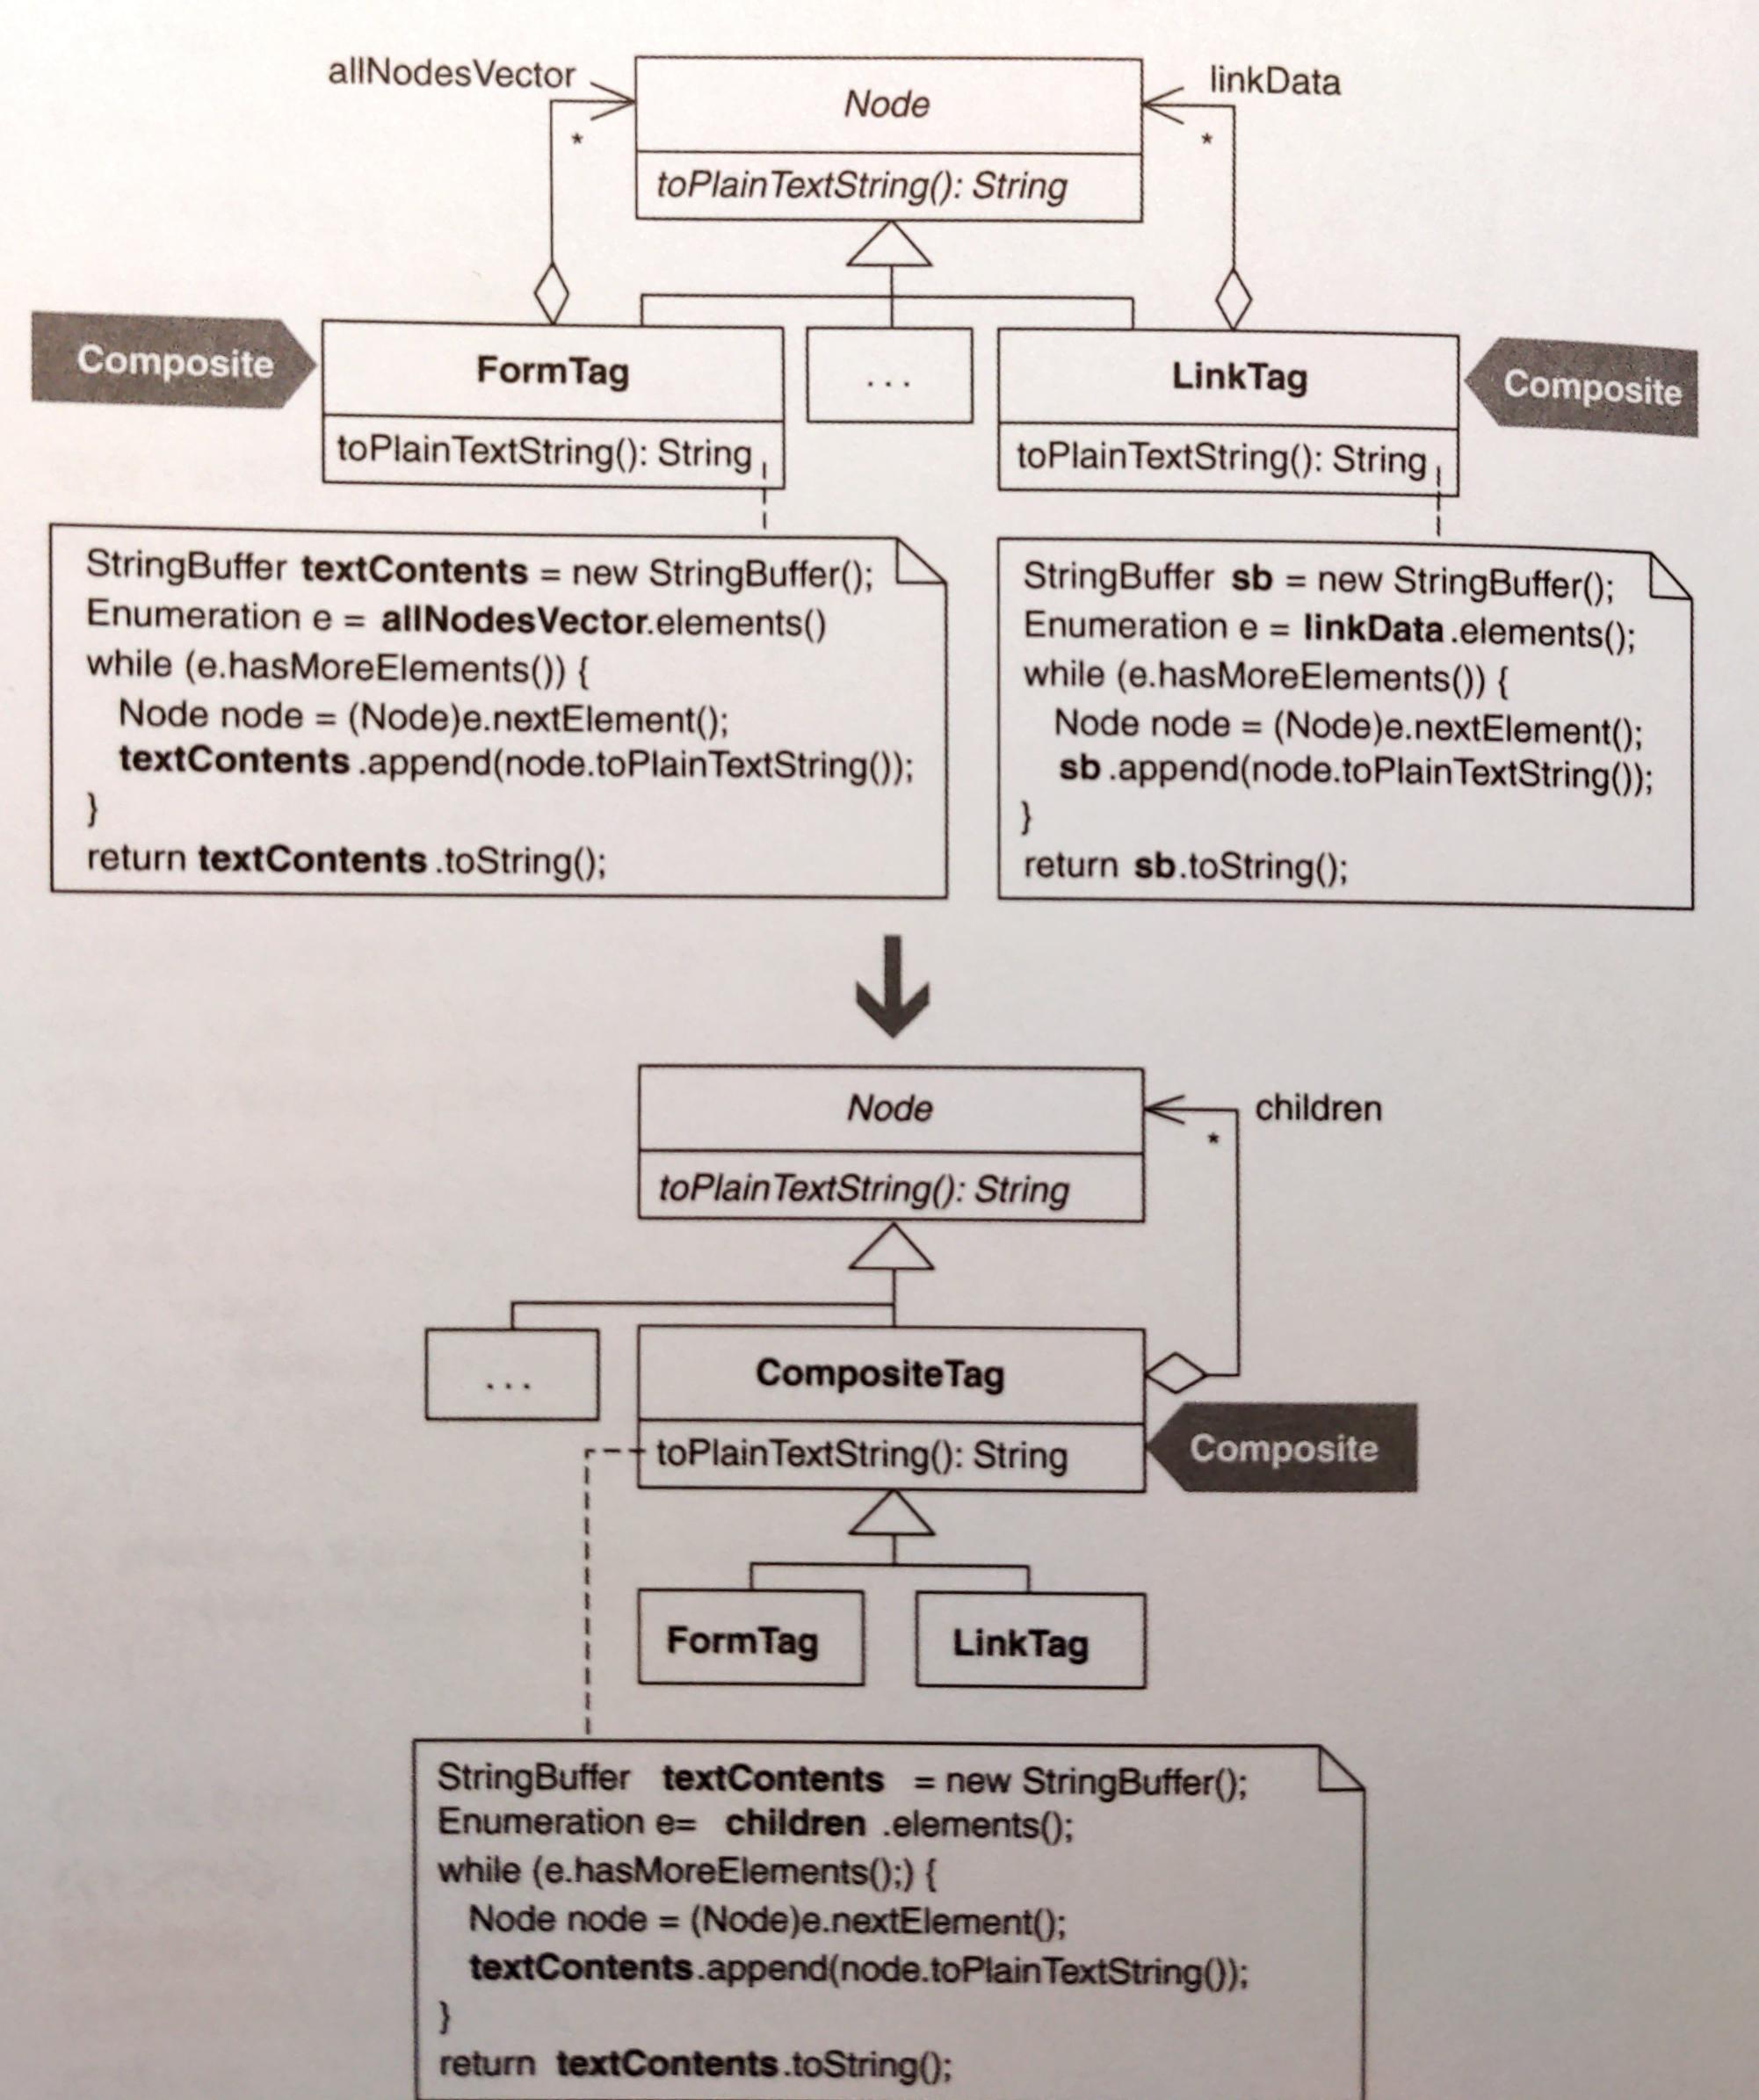 allNodesVector
*
Node
toPlainTextString(): String
linkData
*
Composite
FormTag
toPlainTextString(): String
...
LinkTag
toPlainTextString(): String
Composite
StringBuffer textContents = new StringBuffer();
Enumeration e = allNodesVector.elements()
while (e.hasMoreElements()) {
Node node = (Node)e.nextElement();
textContents.append(node.toPlainTextString());
}
return textContents.toString();
StringBuffer sb = new StringBuffer();
Enumeration e = linkData.elements();
while (e.hasMoreElements()) {
Node node = (Node)e.nextElement();
sb.append(node.toPlainTextString());
}
return sb.toString();
Node
toPlainTextString(): String
children
*
...
CompositeTag
toPlainTextString(): String
Composite
FormTag
LinkTag
StringBuffer textContents = new StringBuffer();
Enumeration e= children .elements();
while (e.hasMoreElements();) {
Node node = (Node)e.nextElement();
textContents.append(node.toPlainTextString());
}
return textContents.toString();